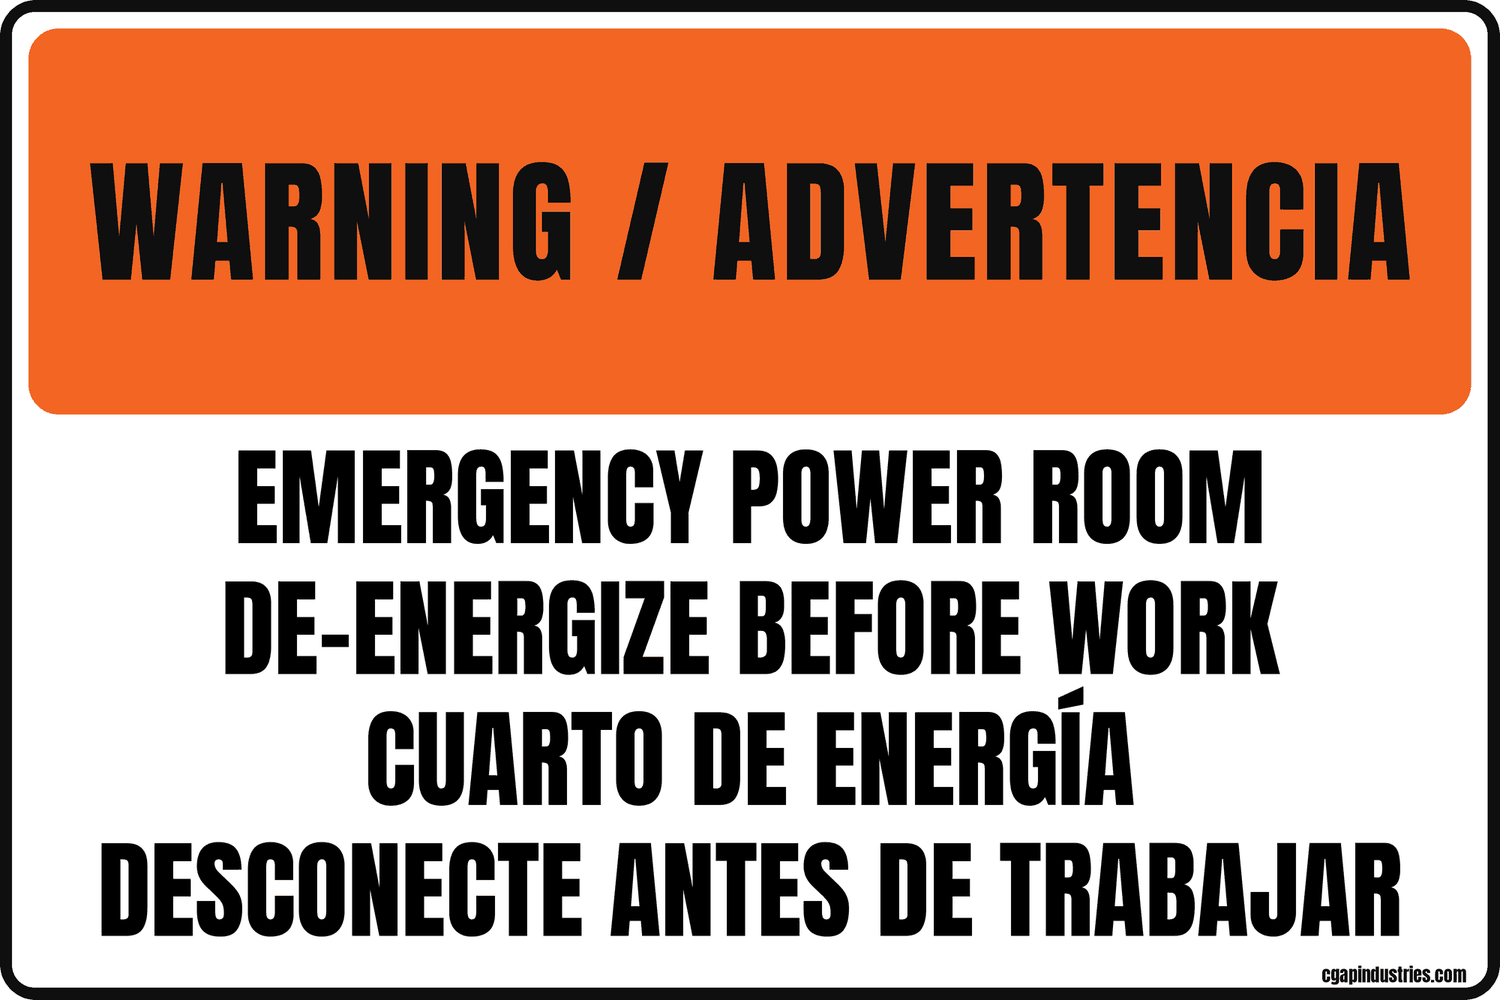 WARNING / ADVERTENCIA
EMERGENCY POWER ROOM
DE-ENERGIZE BEFORE WORK
CUARTO DE ENERGÍA
DESCONECTE ANTES DE TRABAJAR
cgapindustries.com